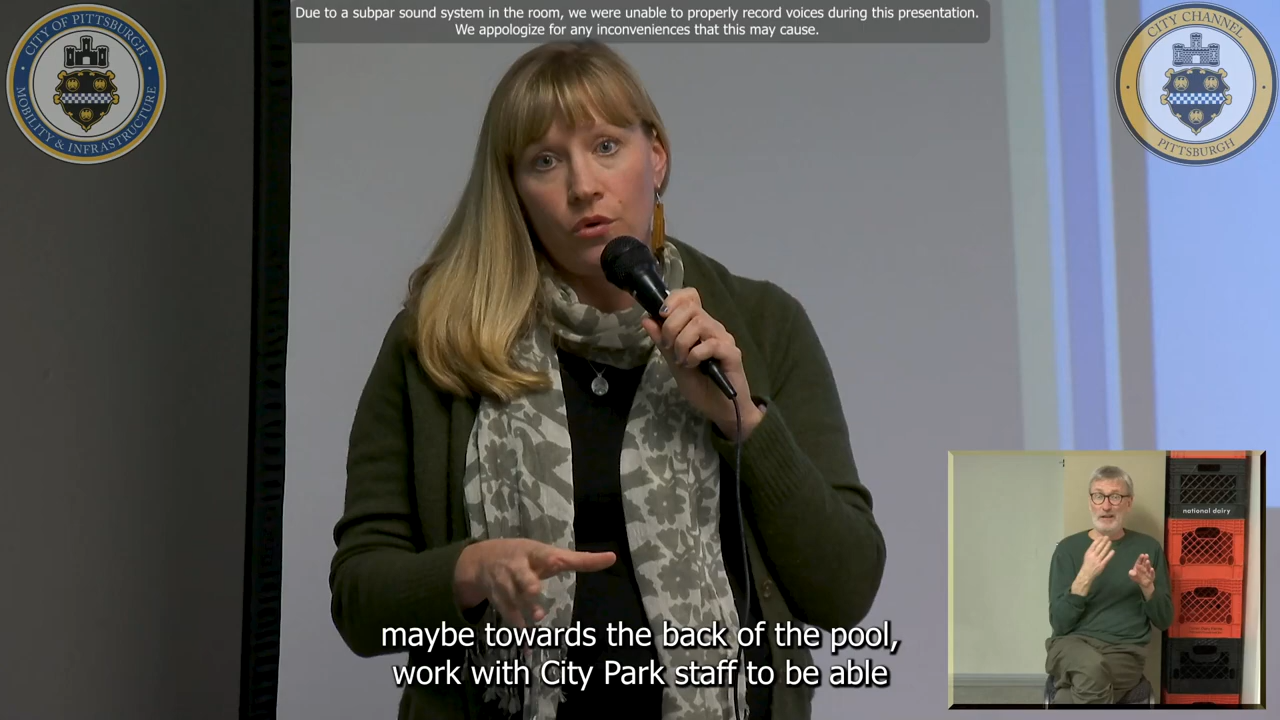 Due to a subpar sound system in the room, we were unable to properly record voices during this presentation.
We appologize for any inconveniences that this may cause.
CITY OF PITTSBURGH
MOBILITY & INFRASTRUCTURE
CITY CHANNEL
PITTSBURGH
national dairy
maybe towards the back of the pool,
work with City Park staff to be able